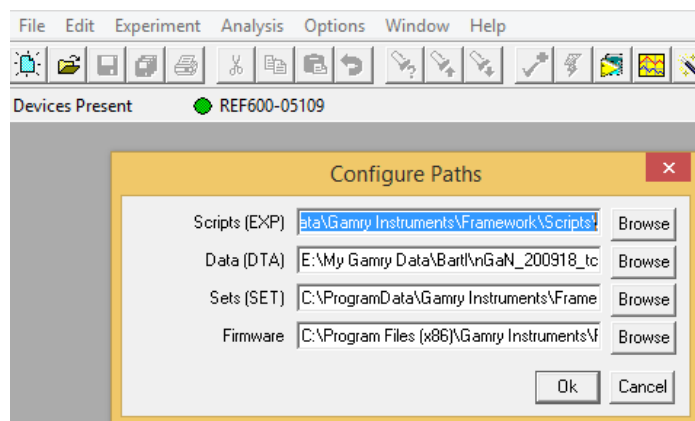 File Edit Experiment Analysis Options Window Help
Devices Present REF600-05109
Configure Paths
Scripts (EXP) ata\Gamry Instruments\Framework\Scripts\ Browse
Data (DTA) E:\My Gamry Data\Bartl\nGaN_200918_tc Browse
Sets (SET) C:\ProgramData\Gamry Instruments\Frame Browse
Firmware C:\Program Files (x86)\Gamry Instruments\F Browse
Ok Cancel